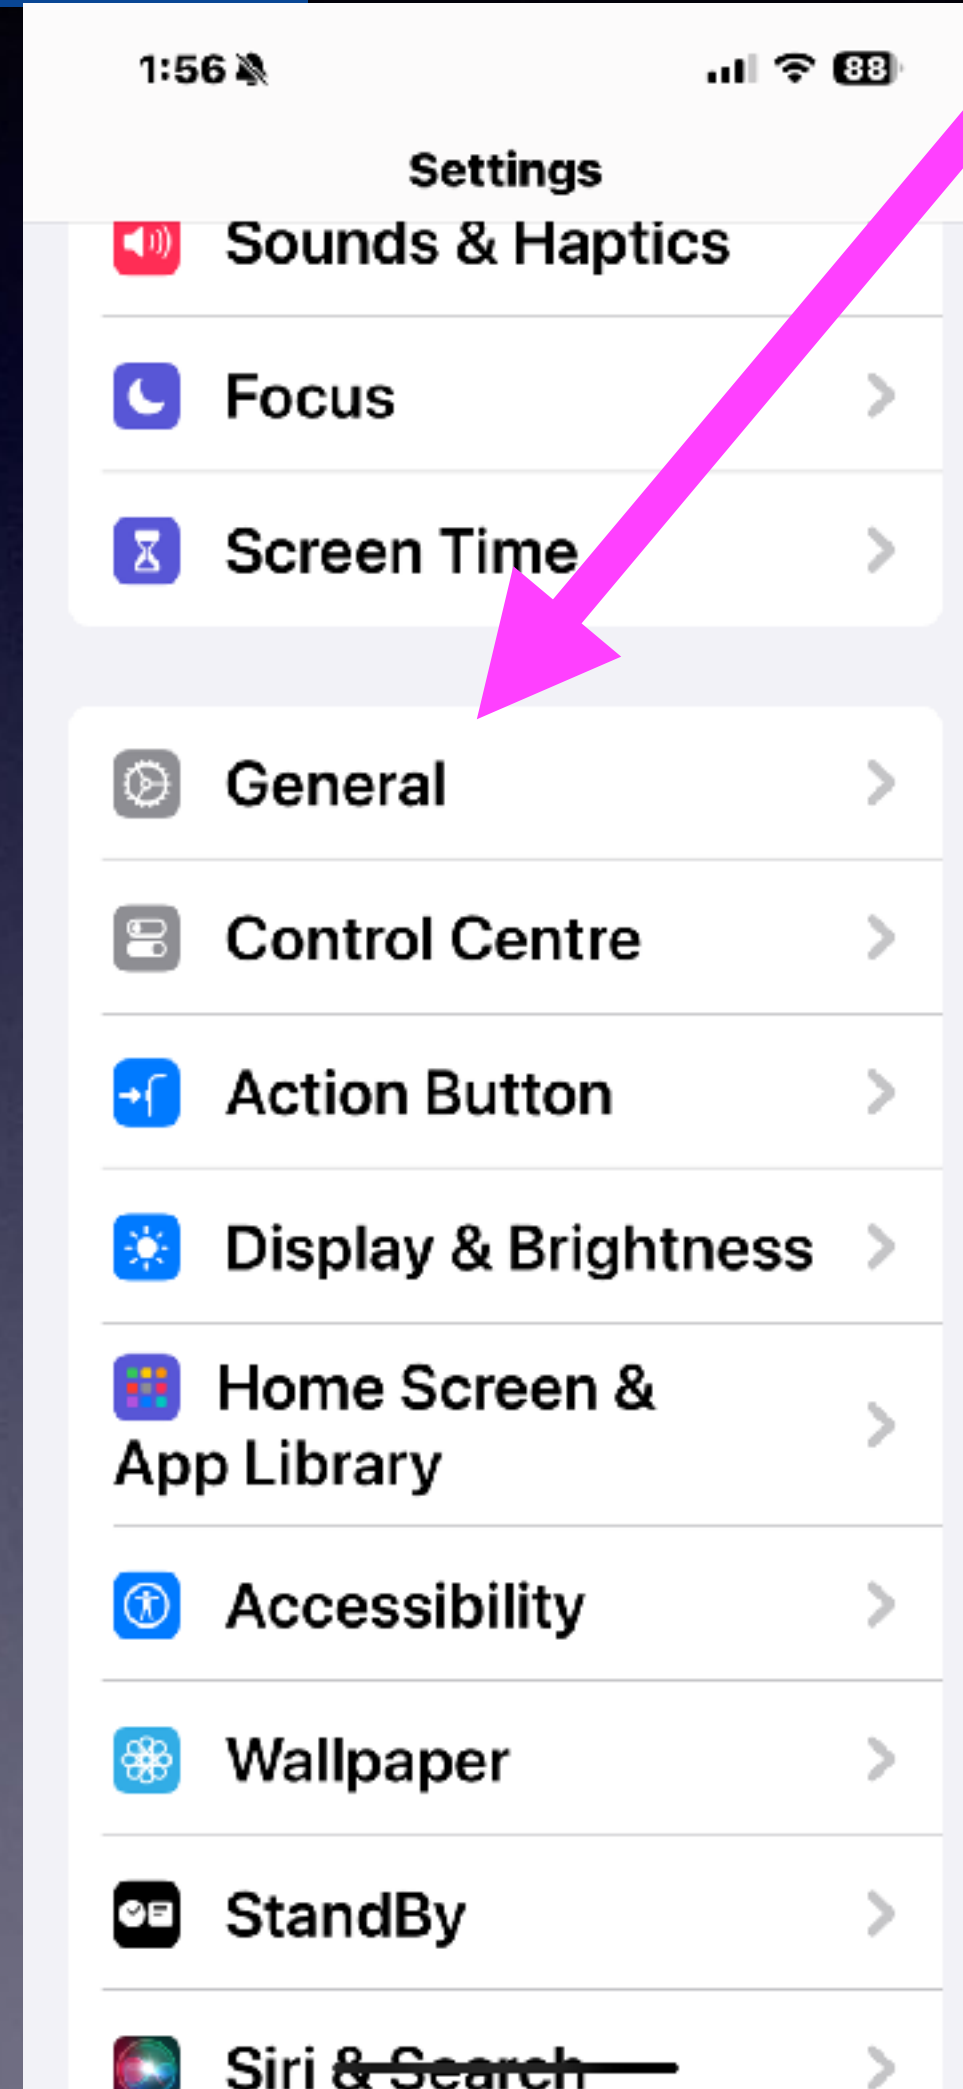 1:56
88
Settings
Sounds & Haptics
Focus
Screen Time
General
Control Centre
Action Button
Display & Brightness
Home Screen &
App Library
Accessibility
Wallpaper
StandBy
Siri & Search